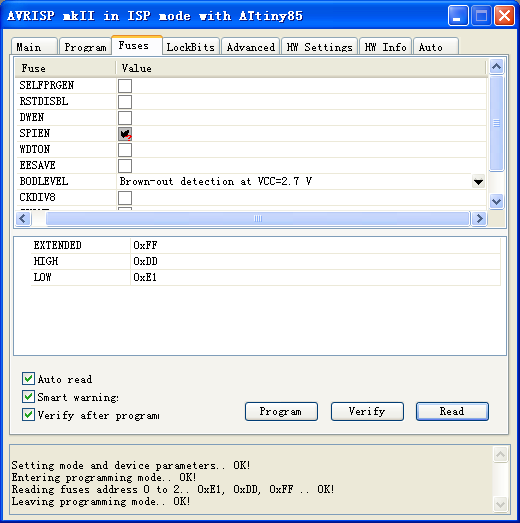 AVRISP mkII in ISP mode with ATtiny85
Main Program Fuses LockBits Advanced HW Settings HW Info Auto
Fuse Value
SELFPRGEN
RSTDISBL
DWEN
SPIEN
WDTON
EESAVE
BODLEVEL Brown-out detection at VCC=2.7 V
CKDIV8
EXTENDED 0xFF
HIGH 0xDD
LOW 0xE1
Auto read
Smart warning:
Verify after program:
Program Verify Read
Setting mode and device parameters.. OK!
Entering programming mode.. OK!
Reading fuses address 0 to 2.. 0xE1, 0xDD, 0xFF .. OK!
Leaving programming mode.. OK!